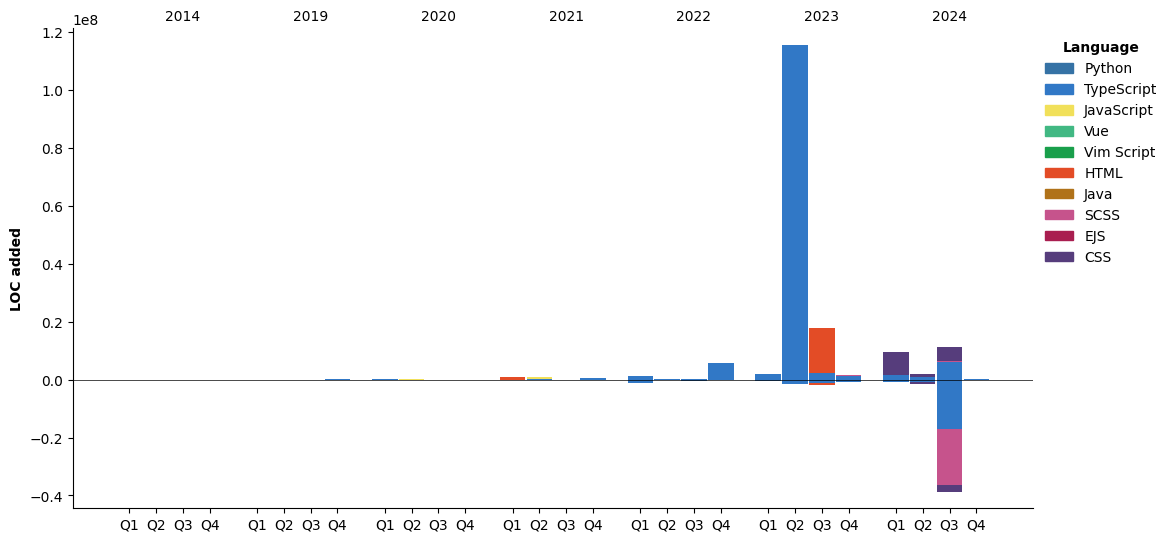 1e8
2014 2019 2020 2021 2022 2023 2024
1.2
1.0
0.8
0.6
0.4
0.2
0.0
−0.2
−0.4
LOC added
Q1 Q2 Q3 Q4 Q1 Q2 Q3 Q4 Q1 Q2 Q3 Q4 Q1 Q2 Q3 Q4 Q1 Q2 Q3 Q4 Q1 Q2 Q3 Q4 Q1 Q2 Q3 Q4
Language
Python
TypeScript
JavaScript
Vue
Vim Script
HTML
Java
SCSS
EJS
CSS